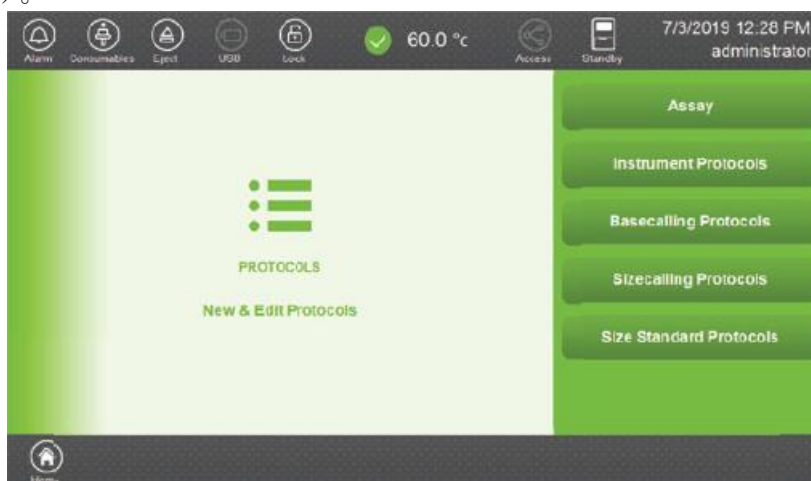 Alarm
Consumables
Eject
USB
Lock
60.0 °c
Access
Standby
7/3/2019 12:28 PM
administrator
PROTOCOLS
New & Edit Protocols
Assay
Instrument Protocols
Basecalling Protocols
Sizecalling Protocols
Size Standard Protocols